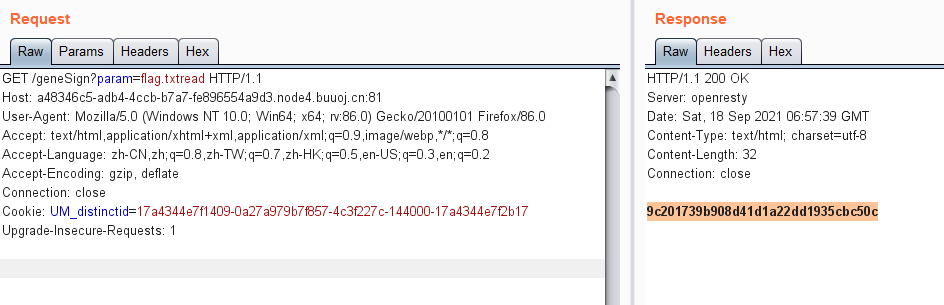 Request
Raw Params Headers Hex
GET /geneSign?param=flag.txtread HTTP/1.1
Host: a48346c5-adb4-4ccb-b7a7-fe896554a9d3.node4.buuoj.cn:81
User-Agent: Mozilla/5.0 (Windows NT 10.0; Win64; x64; rv:86.0) Gecko/20100101 Firefox/86.0
Accept: text/html,application/xhtml+xml,application/xml;q=0.9,image/webp,*/*;q=0.8
Accept-Language: zh-CN,zh;q=0.8,zh-TW;q=0.7,zh-HK;q=0.5,en-US;q=0.3,en;q=0.2
Accept-Encoding: gzip, deflate
Connection: close
Cookie: UM_distinctid=17a4344e7f1409-0a27a979b7f857-4c3f227c-144000-17a4344e7f2b17
Upgrade-Insecure-Requests: 1
Response
Raw Headers Hex
HTTP/1.1 200 OK
Server: openresty
Date: Sat, 18 Sep 2021 06:57:39 GMT
Content-Type: text/html; charset=utf-8
Content-Length: 32
Connection: close
9c201739b908d41d1a22dd1935cbc50c